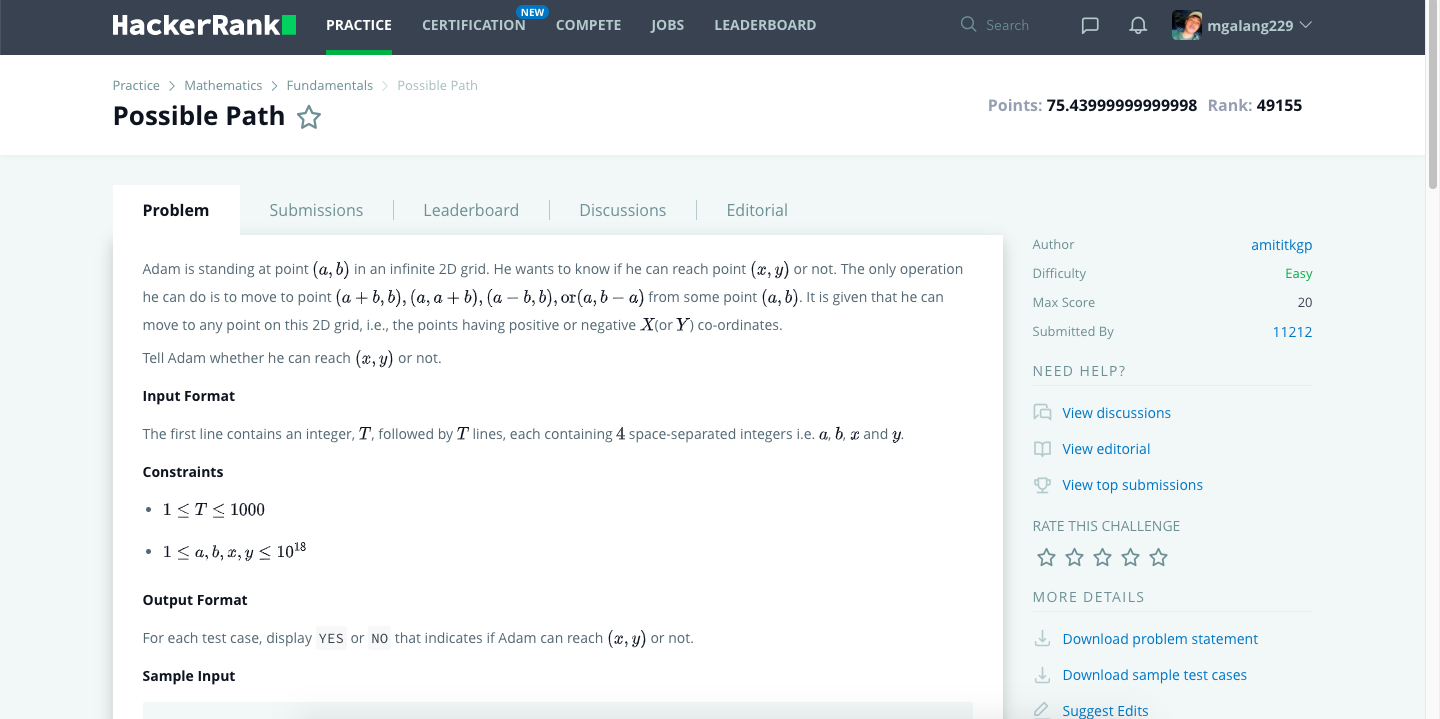 HackerRank
PRACTICE
CERTIFICATION
NEW
COMPETE
JOBS
LEADERBOARD
Search
mgalang229
Practice > Mathematics > Fundamentals > Possible Path
Possible Path
Points: 75.43999999999998 Rank: 49155
Problem
Submissions
Leaderboard
Discussions
Editorial
Adam is standing at point (a, b) in an infinite 2D grid. He wants to know if he can reach point (x, y) or not. The only operation
he can do is to move to point (a + b, b), (a, a + b), (a − b, b), or(a, b − a) from some point (a, b). It is given that he can
move to any point on this 2D grid, i.e., the points having positive or negative X(or Y) co-ordinates.
Tell Adam whether he can reach (x, y) or not.
Input Format
The first line contains an integer, T, followed by T lines, each containing 4 space-separated integers i.e. a, b, x and y.
Constraints
• 1 ≤ T ≤ 1000
• 1 ≤ a, b, x, y ≤ 10^18
Output Format
For each test case, display YES or NO that indicates if Adam can reach (x, y) or not.
Sample Input
Author amititkgp
Difficulty Easy
Max Score 20
Submitted By 11212
NEED HELP?
View discussions
View editorial
View top submissions
RATE THIS CHALLENGE
MORE DETAILS
Download problem statement
Download sample test cases
Suggest Edits